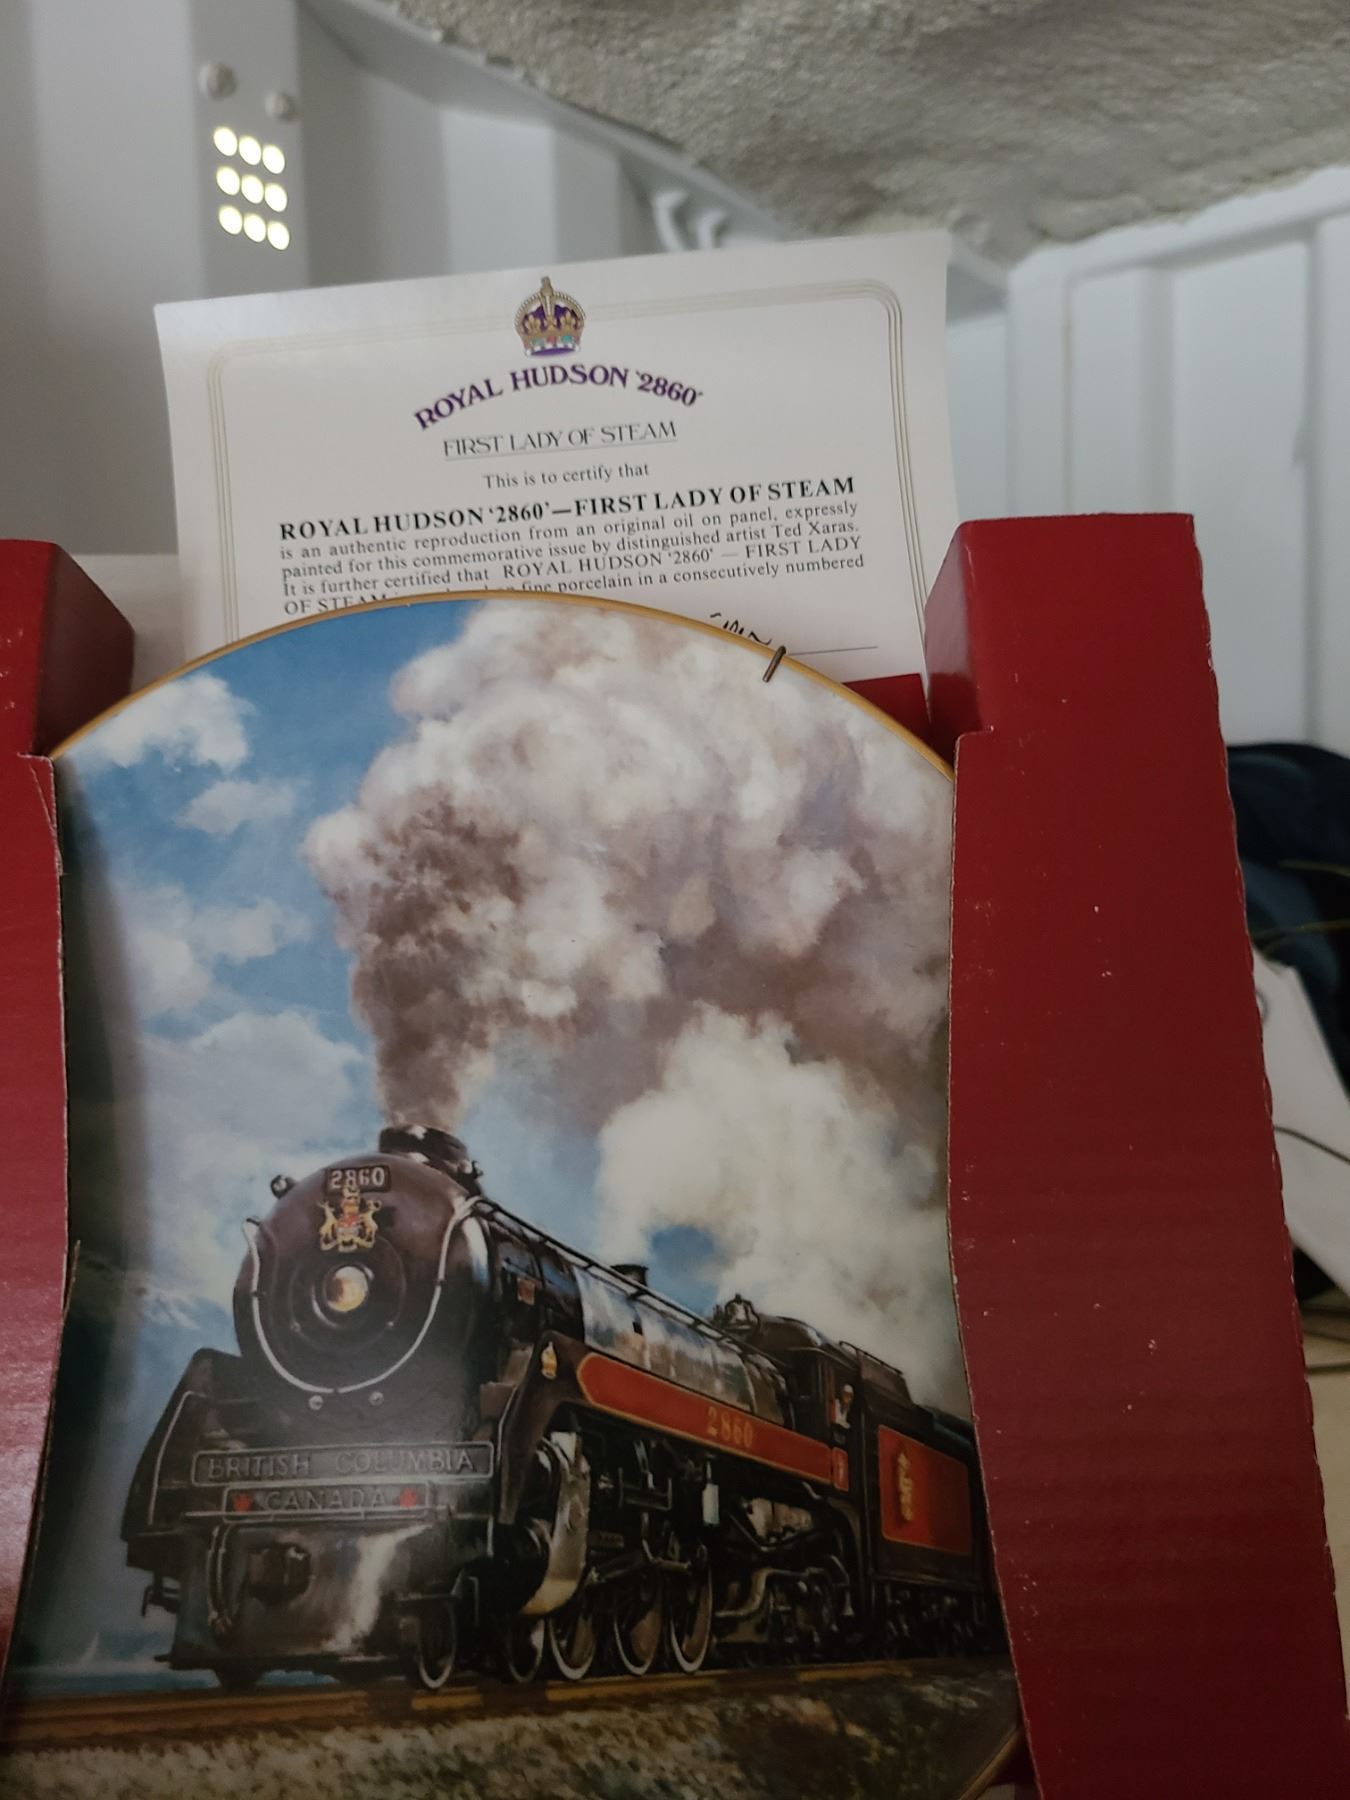 ROYAL HUDSON '2860'
FIRST LADY OF STEAM
This is to certify that
ROYAL HUDSON '2860'—FIRST LADY OF STEAM
is an authentic reproduction from an original oil on panel, expressly
painted for this commemorative issue by distinguished artist Ted Xaras.
It is further certified that ROYAL HUDSON '2860' — FIRST LADY
OF STEAM fine porcelain in a consecutively numbered
2860
2860
BRITISH COLUMBIA
CANADA